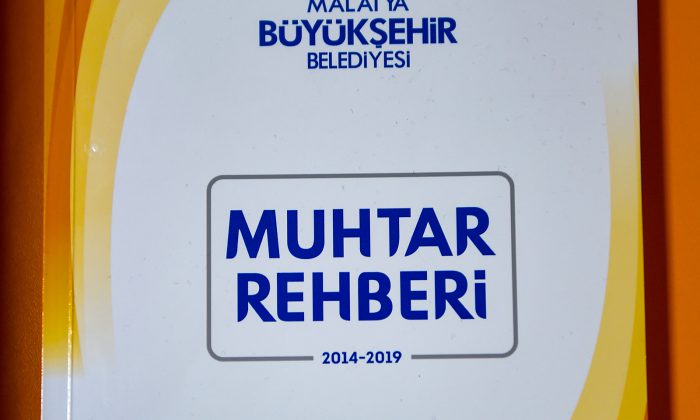 MALATYA
BÜYÜKŞEHİR
BELEDİYESİ
MUHTAR
REHBERİ
2014-2019